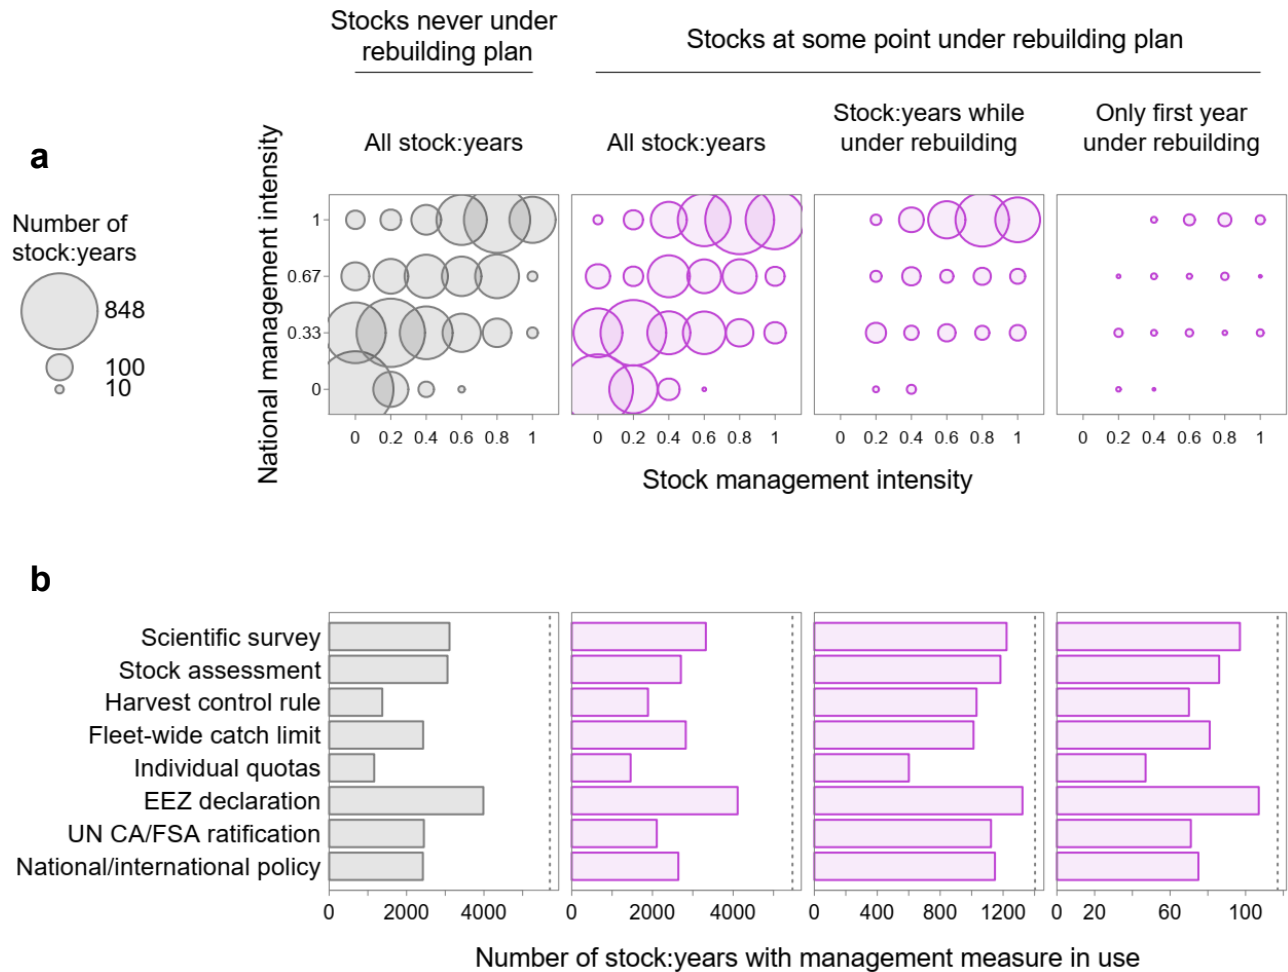 Stocks never under
rebuilding plan
Stocks at some point under rebuilding plan
All stock:years
All stock:years
Stock:years while
under rebuilding
Only first year
under rebuilding
a
Number of
stock:years
848
100
10
National management intensity
1
0.67
0.33
0
0 0.2 0.4 0.6 0.8 1
0 0.2 0.4 0.6 0.8 1
0 0.2 0.4 0.6 0.8 1
0 0.2 0.4 0.6 0.8 1
Stock management intensity
b
Scientific survey
Stock assessment
Harvest control rule
Fleet-wide catch limit
Individual quotas
EEZ declaration
UN CA/FSA ratification
National/international policy
0 2000 4000
0 2000 4000
0 400 800 1200
0 20 60 100
Number of stock:years with management measure in use